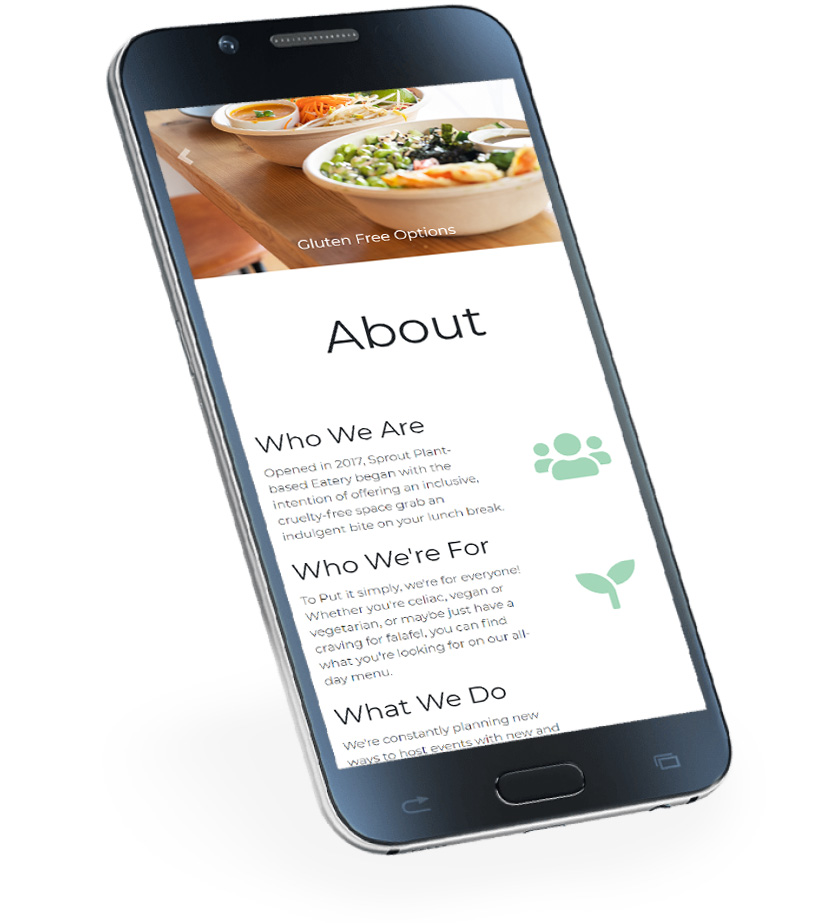 Gluten Free Options
About
Who We Are
Opened in 2017, Sprout Plant-
based Eatery began with the
intention of offering an inclusive,
cruelty-free space grab an
indulgent bite on your lunch break.
Who We're For
To Put it simply, we're for everyone!
Whether you're celiac, vegan or
vegetarian, or maybe just have a
craving for falafel, you can find
what you're looking for on our all-
day menu.
What We Do
We're constantly planning new
ways to host events with new and